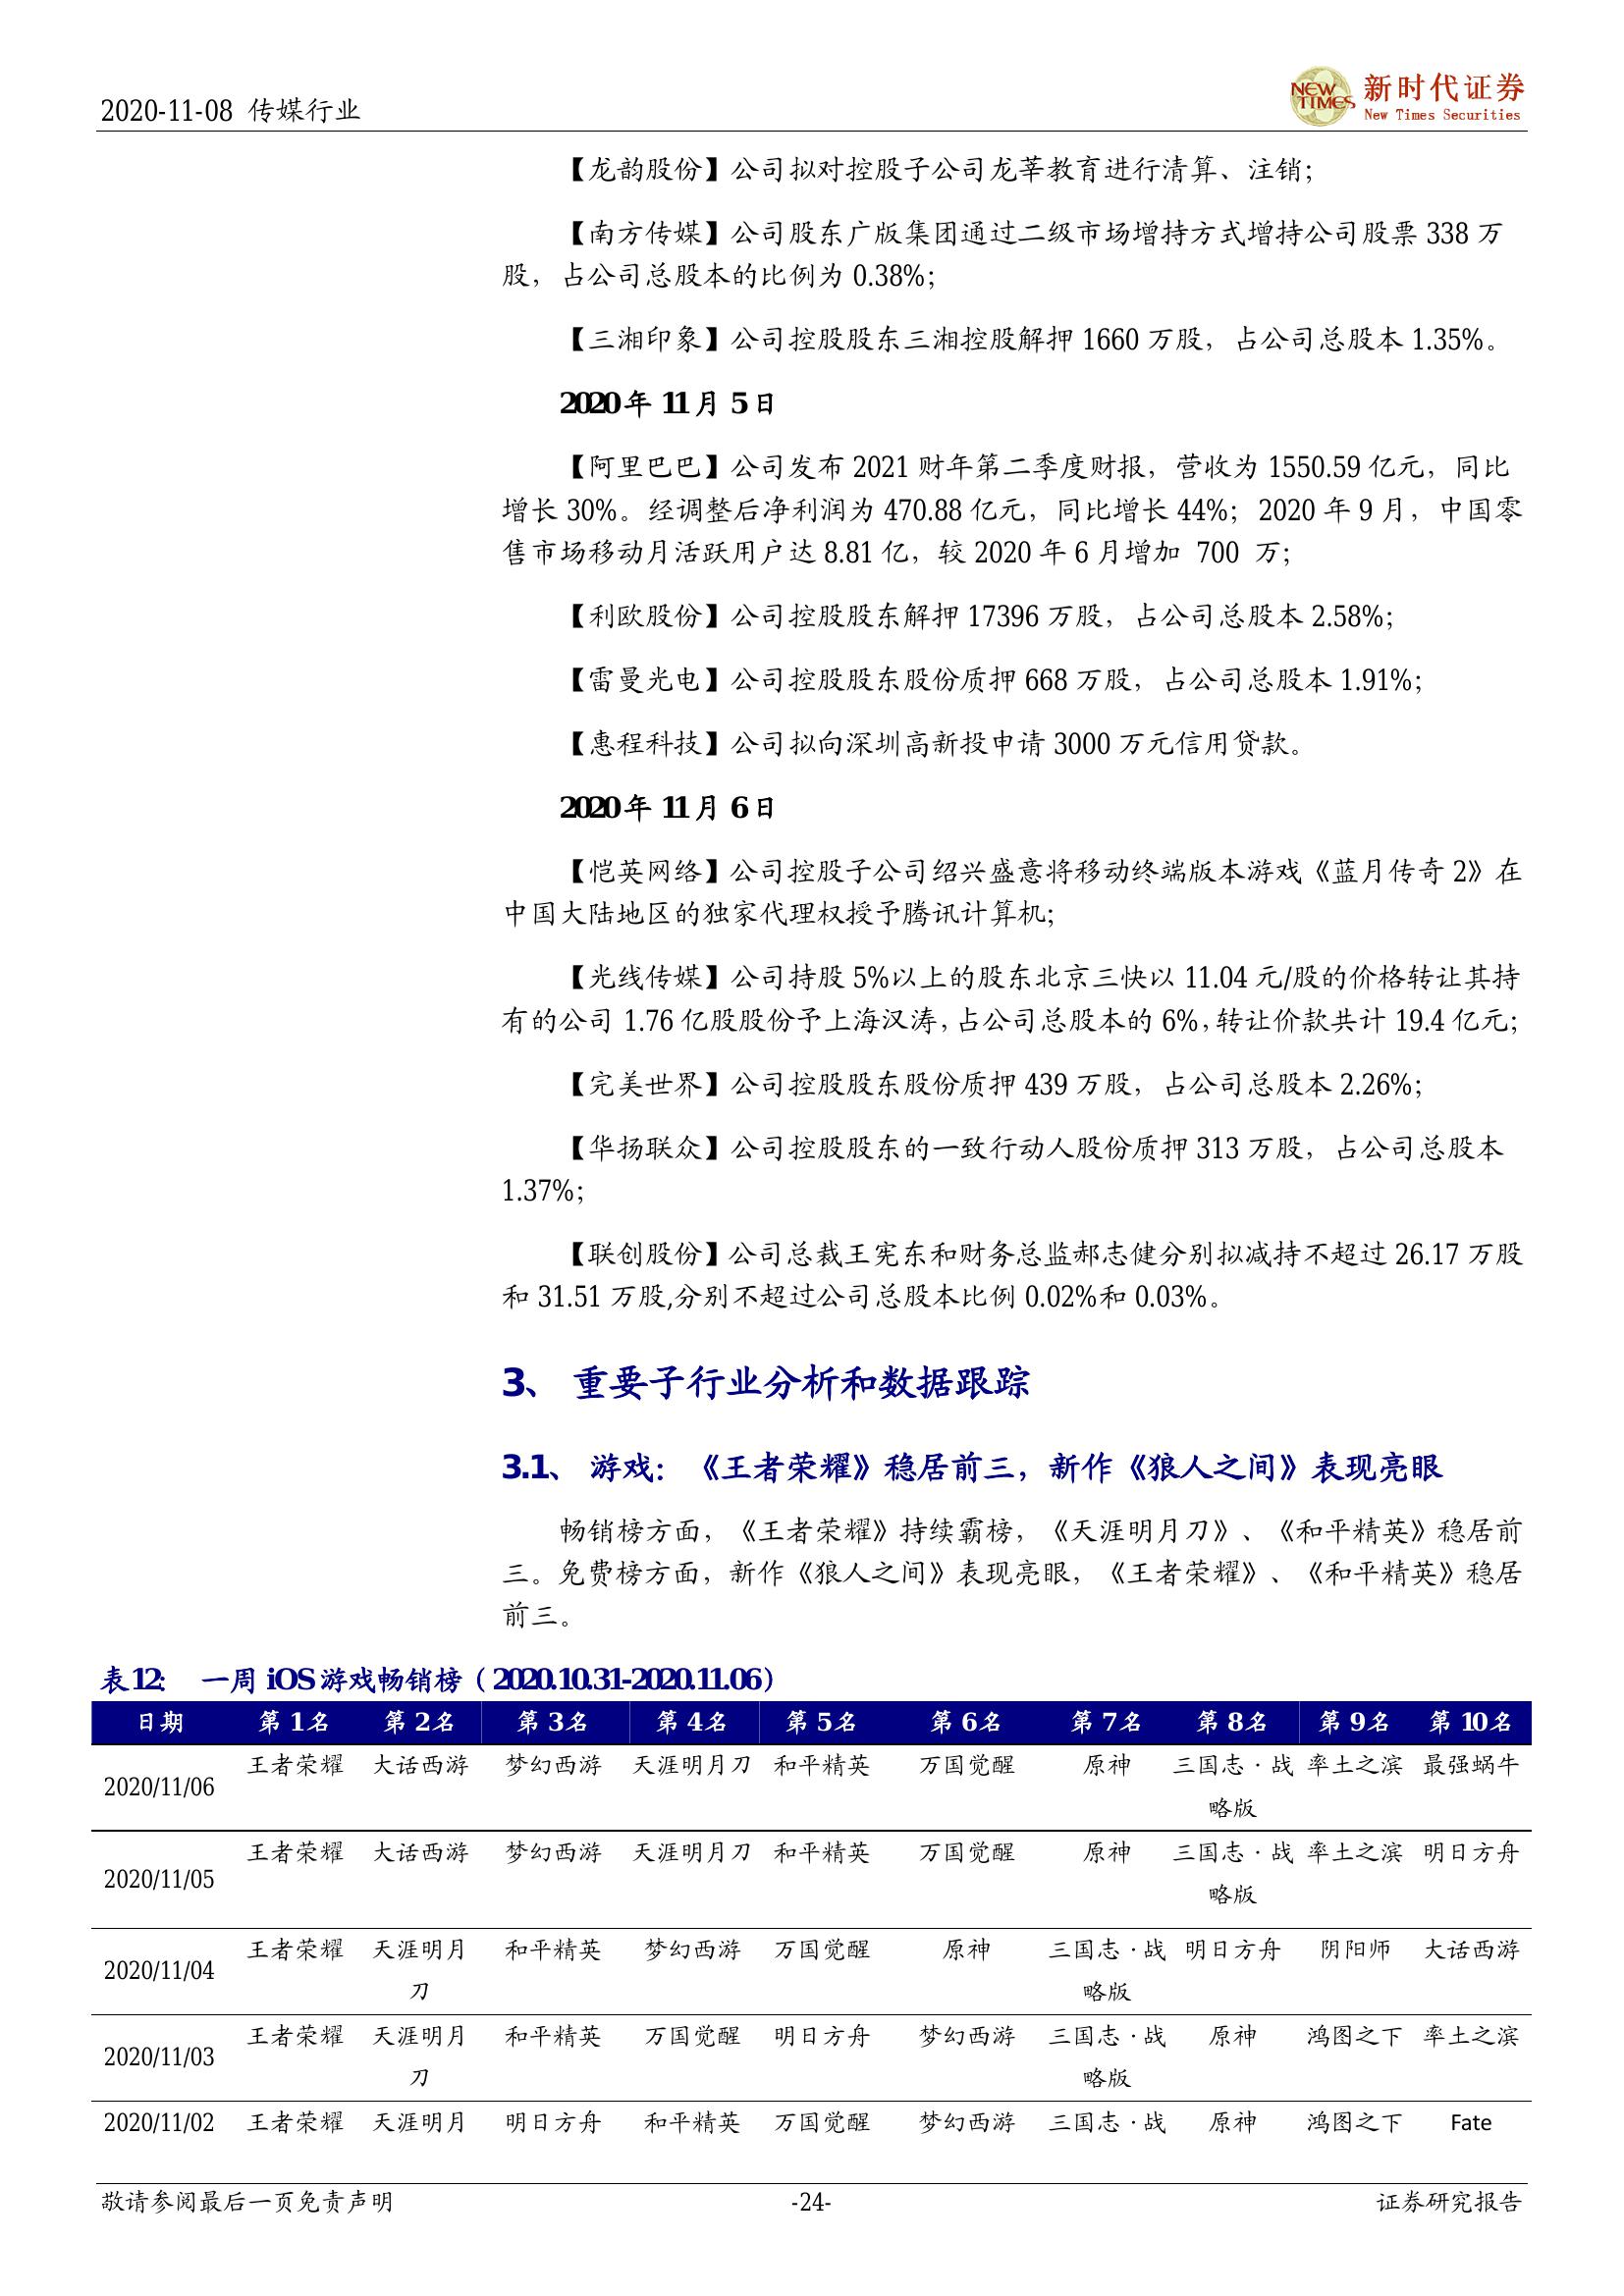 2020-11-08 传媒行业
NEW TIMES
新时代证券
New Times Securities
【龙韵股份】公司拟对控股子公司龙莘教育进行清算、注销；
【南方传媒】公司股东广版集团通过二级市场增持方式增持公司股票 338 万
股，占公司总股本的比例为 0.38%；
【三湘印象】公司控股股东三湘控股解押 1660 万股，占公司总股本 1.35%。
2020 年 11 月 5 日
【阿里巴巴】公司发布 2021 财年第二季度财报，营收为 1550.59 亿元，同比
增长 30%。经调整后净利润为 470.88 亿元，同比增长 44%；2020 年 9 月，中国零
售市场移动月活跃用户达 8.81 亿，较 2020 年 6 月增加 700 万；
【利欧股份】公司控股股东解押 17396 万股，占公司总股本 2.58%；
【雷曼光电】公司控股股东股份质押 668 万股，占公司总股本 1.91%；
【惠程科技】公司拟向深圳高新投申请 3000 万元信用贷款。
2020 年 11 月 6 日
【恺英网络】公司控股子公司绍兴盛意将移动终端版本游戏《蓝月传奇 2》在
中国大陆地区的独家代理权授予腾讯计算机；
【光线传媒】公司持股 5%以上的股东北京三快以 11.04 元/股的价格转让其持
有的公司 1.76 亿股股份予上海汉涛，占公司总股本的 6%，转让价款共计 19.4 亿元；
【完美世界】公司控股股东股份质押 439 万股，占公司总股本 2.26%；
【华扬联众】公司控股股东的一致行动人股份质押 313 万股，占公司总股本
1.37%；
【联创股份】公司总裁王宪东和财务总监郝志健分别拟减持不超过 26.17 万股
和 31.51 万股,分别不超过公司总股本比例 0.02%和 0.03%。
3、 重要子行业分析和数据跟踪
3.1、 游戏：《王者荣耀》稳居前三，新作《狼人之间》表现亮眼
畅销榜方面，《王者荣耀》持续霸榜，《天涯明月刀》、《和平精英》稳居前
三。免费榜方面，新作《狼人之间》表现亮眼，《王者荣耀》、《和平精英》稳居
前三。
表12： 一周 iOS 游戏畅销榜（2020.10.31-2020.11.06）
日期 第 1名 第 2名 第 3名 第 4名 第 5名 第 6名 第 7名 第 8名 第 9名 第 10名
2020/11/06 王者荣耀 大话西游 梦幻西游 天涯明月刀 和平精英 万国觉醒 原神 三国志·战 率土之滨 最强蜗牛
略版
2020/11/05 王者荣耀 大话西游 梦幻西游 天涯明月刀 和平精英 万国觉醒 原神 三国志·战 率土之滨 明日方舟
略版
2020/11/04 王者荣耀 天涯明月 和平精英 梦幻西游 万国觉醒 原神 三国志·战 明日方舟 阴阳师 大话西游
刀 略版
2020/11/03 王者荣耀 天涯明月 和平精英 万国觉醒 明日方舟 梦幻西游 三国志·战 原神 鸿图之下 率土之滨
刀 略版
2020/11/02 王者荣耀 天涯明月 明日方舟 和平精英 万国觉醒 梦幻西游 三国志·战 原神 鸿图之下 Fate
敬请参阅最后一页免责声明 -24- 证券研究报告